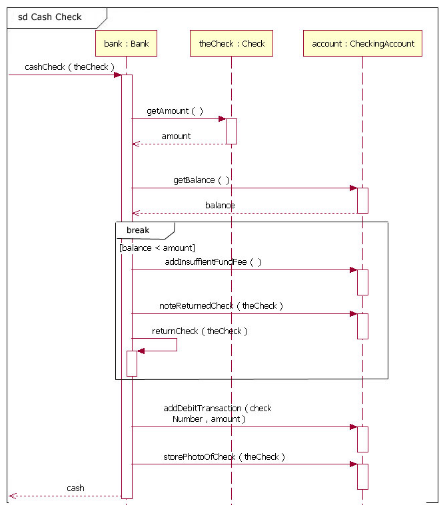 sd Cash Check
bank : Bank
theCheck : Check
account : CheckingAccount
cashCheck ( theCheck )
getAmount ( )
amount
getBalance ( )
balance
break
[balance < amount]
addInsuffientFundFee ( )
noteReturnedCheck ( theCheck )
returnCheck ( theCheck )
addDebitTransaction ( check
Number , amount )
storePhotoOfCheck ( theCheck )
cash